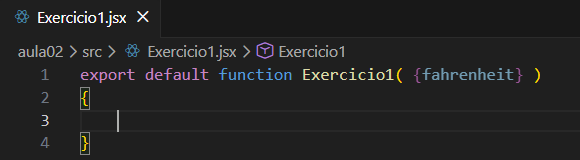 Exercicio1.jsx ×
aula02 > src > Exercicio1.jsx > Exercicio1
1 export default function Exercicio1( {fahrenheit} )
2 {
3
4 }